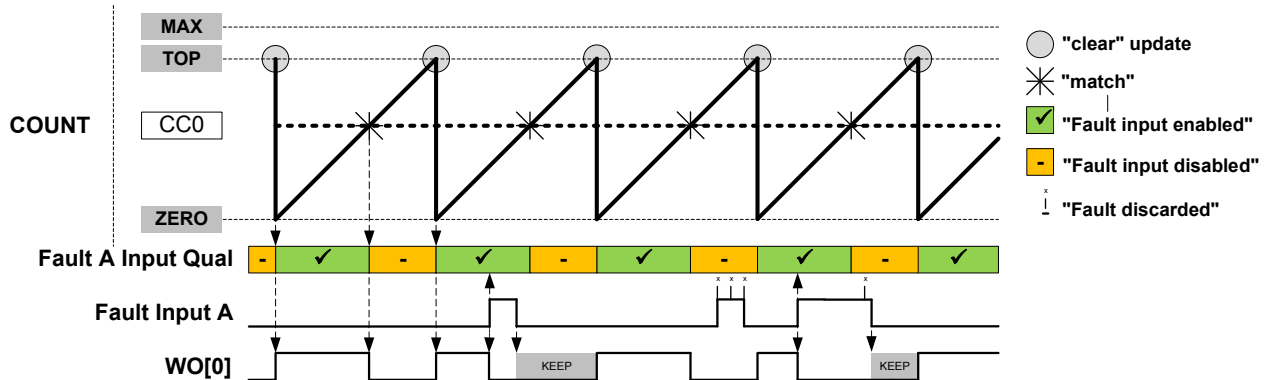 MAX
"clear" update
TOP
"match"
COUNT
CC0
"Fault input enabled"
"Fault input disabled"
x
"Fault discarded"
ZERO
Fault A Input Qual
- ✓ - ✓ - ✓ - ✓ - ✓
x x x x
Fault Input A
WO[0]
KEEP KEEP